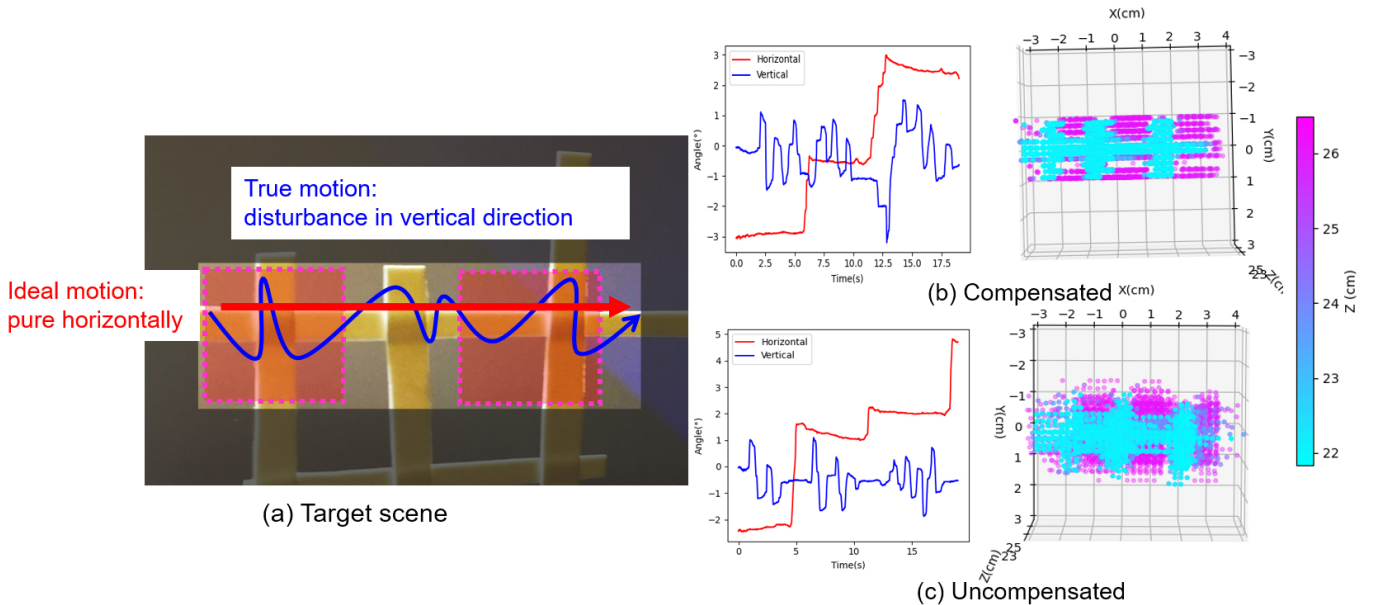 True motion:
disturbance in vertical direction
Ideal motion:
pure horizontally
(a) Target scene
Horizontal
Vertical
3
2
1
0
−1
−2
−3
Angle(°)
0.0 2.5 5.0 7.5 10.0 12.5 15.0 17.5
Time(s)
X(cm)
−3 −2 −1 0 1 2 3 4
−3
−2
−1
0
1
2
3
Y(cm)
25
Z(c
(b) Compensated
Horizontal
Vertical
5
4
3
2
1
0
−1
−2
Angle(°)
0 5 10 15
Time(s)
X(cm)
−3 −2 −1 0 1 2 3 4
−3
−2
−1
0
1
2
3
Y(cm)
25
23
Z(cm)
(c) Uncompensated
26
25
24
23
22
Z (cm)